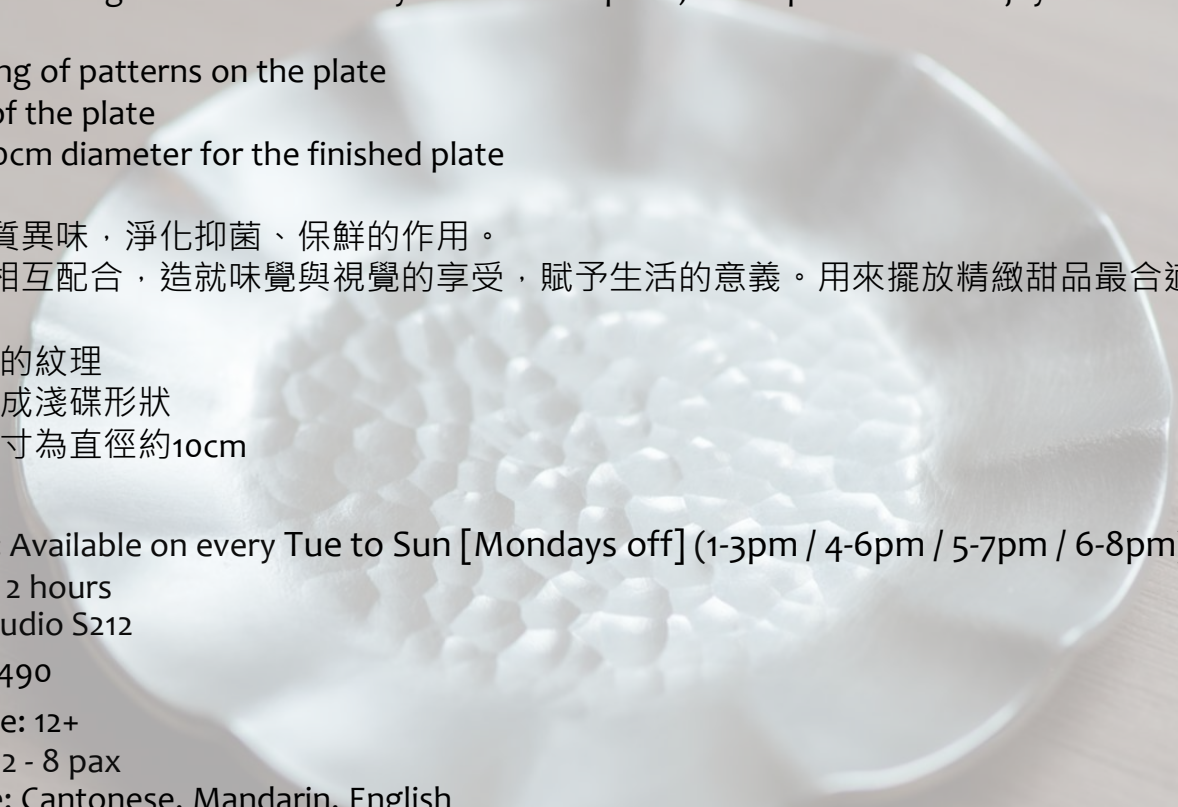 ng of patterns on the plate
of the plate
0cm diameter for the finished plate
質異味，淨化抑菌、保鮮的作用。
相互配合，造就味覺與視覺的享受，賦予生活的意義。用來擺放精緻甜品最合適
的紋理
成淺碟形狀
寸為直徑約10cm
: Available on every Tue to Sun [Mondays off] (1-3pm / 4-6pm / 5-7pm / 6-8pm
2 hours
udio S212
490
e: 12+
2 - 8 pax
e: Cantonese, Mandarin, English